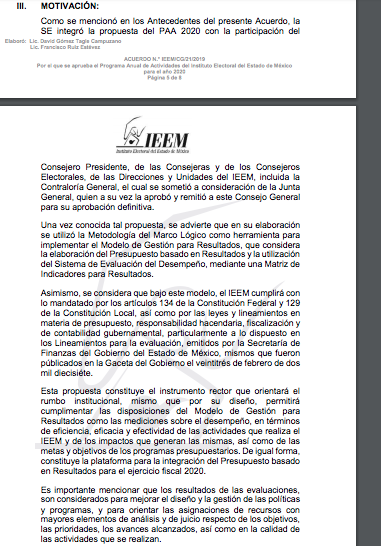 III. MOTIVACIÓN:
Como se mencionó en los Antecedentes del presente Acuerdo, la
SE integró la propuesta del PAA 2020 con la participación del
Elaboró: Lic. David Gómez Tagle Campuzano
Lic. Francisco Ruiz Estévez
ACUERDO N.° IEEM/CG/31/2019
Por el que se aprueba el Programa Anual de Actividades del Instituto Electoral del Estado de México
para el año 2020
Página 5 de 9
IEEM
Instituto Electoral del Estado de México
Consejero Presidente, de las Consejeras y de los Consejeros
Electorales, de las Direcciones y Unidades del IEEM, incluida la
Contraloría General, el cual se sometió a consideración de la Junta
General, quien a su vez la aprobó y remitió a este Consejo General
para su aprobación definitiva.
Una vez conocida tal propuesta, se advierte que en su elaboración
se utilizó la Metodología del Marco Lógico como herramienta para
implementar el Modelo de Gestión para Resultados, que considera
la elaboración del Presupuesto basado en Resultados y la utilización
del Sistema de Evaluación del Desempeño, mediante una Matriz de
Indicadores para Resultados.
Asimismo, se considera que bajo este modelo, el IEEM cumplirá con
lo mandatado por los artículos 134 de la Constitución Federal y 129
de la Constitución Local, así como por las leyes y lineamientos en
materia de presupuesto, responsabilidad hacendaria, fiscalización y
de contabilidad gubernamental, particularmente a lo dispuesto en
los Lineamientos para la evaluación, emitidos por la Secretaría de
Finanzas del Gobierno del Estado de México, mismos que fueron
públicados en la Gaceta del Gobierno el veintitrés de febrero de dos
mil diecisiéte.
Esta propuesta constituye el instrumento rector que orientará el
rumbo institucional, mismo que por su diseño, permitirá
cumplimentar las disposiciones del Modelo de Gestión para
Resultados como las mediciones sobre el desempeño, en términos
de eficiencia, eficacia y efectividad de las actividades que realiza el
IEEM y de los impactos que generan las mismas, así como de las
metas y objetivos de los programas presupuestarios. De igual forma,
constituye la plataforma para la integración del Presupuesto basado
en Resultados para el ejercicio fiscal 2020.
Es importante mencionar que los resultados de las evaluaciones,
son considerados para mejorar el diseño y la gestión de las políticas
y programas, y para orientar las asignaciones de recursos con
mayores elementos de análisis y de juicio respecto de los objetivos,
las prioridades, los avances alcanzados, así como en la calidad de
las actividades que se realizan.